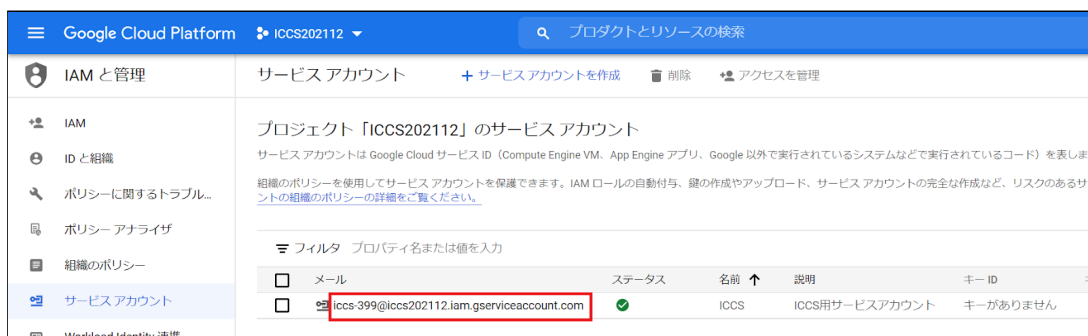 Google Cloud Platform ICCS202112 プロダクトとリソースの検索
IAM と管理
サービス アカウント + サービス アカウントを作成 削除 アクセスを管理
IAM
ID と組織
ポリシーに関するトラブル...
ポリシー アナライザ
組織のポリシー
サービス アカウント
プロジェクト「ICCS202112」のサービス アカウント
サービス アカウントは Google Cloud サービス ID（Compute Engine VM、App Engine アプリ、Google 以外で実行されているシステムなどで実行されているコード）を表しま
組織のポリシーを使用してサービス アカウントを保護できます。IAM ロールの自動付与、鍵の作成やアップロード、サービス アカウントの完全な作成など、リスクのあるサ
ントの組織のポリシーの詳細をご覧ください。
フィルタ プロパティ名または値を入力
メール ステータス 名前 説明 キー ID
iccs-399@iccs202112.iam.gserviceaccount.com ICCS ICCS用サービスアカウント キーがありません